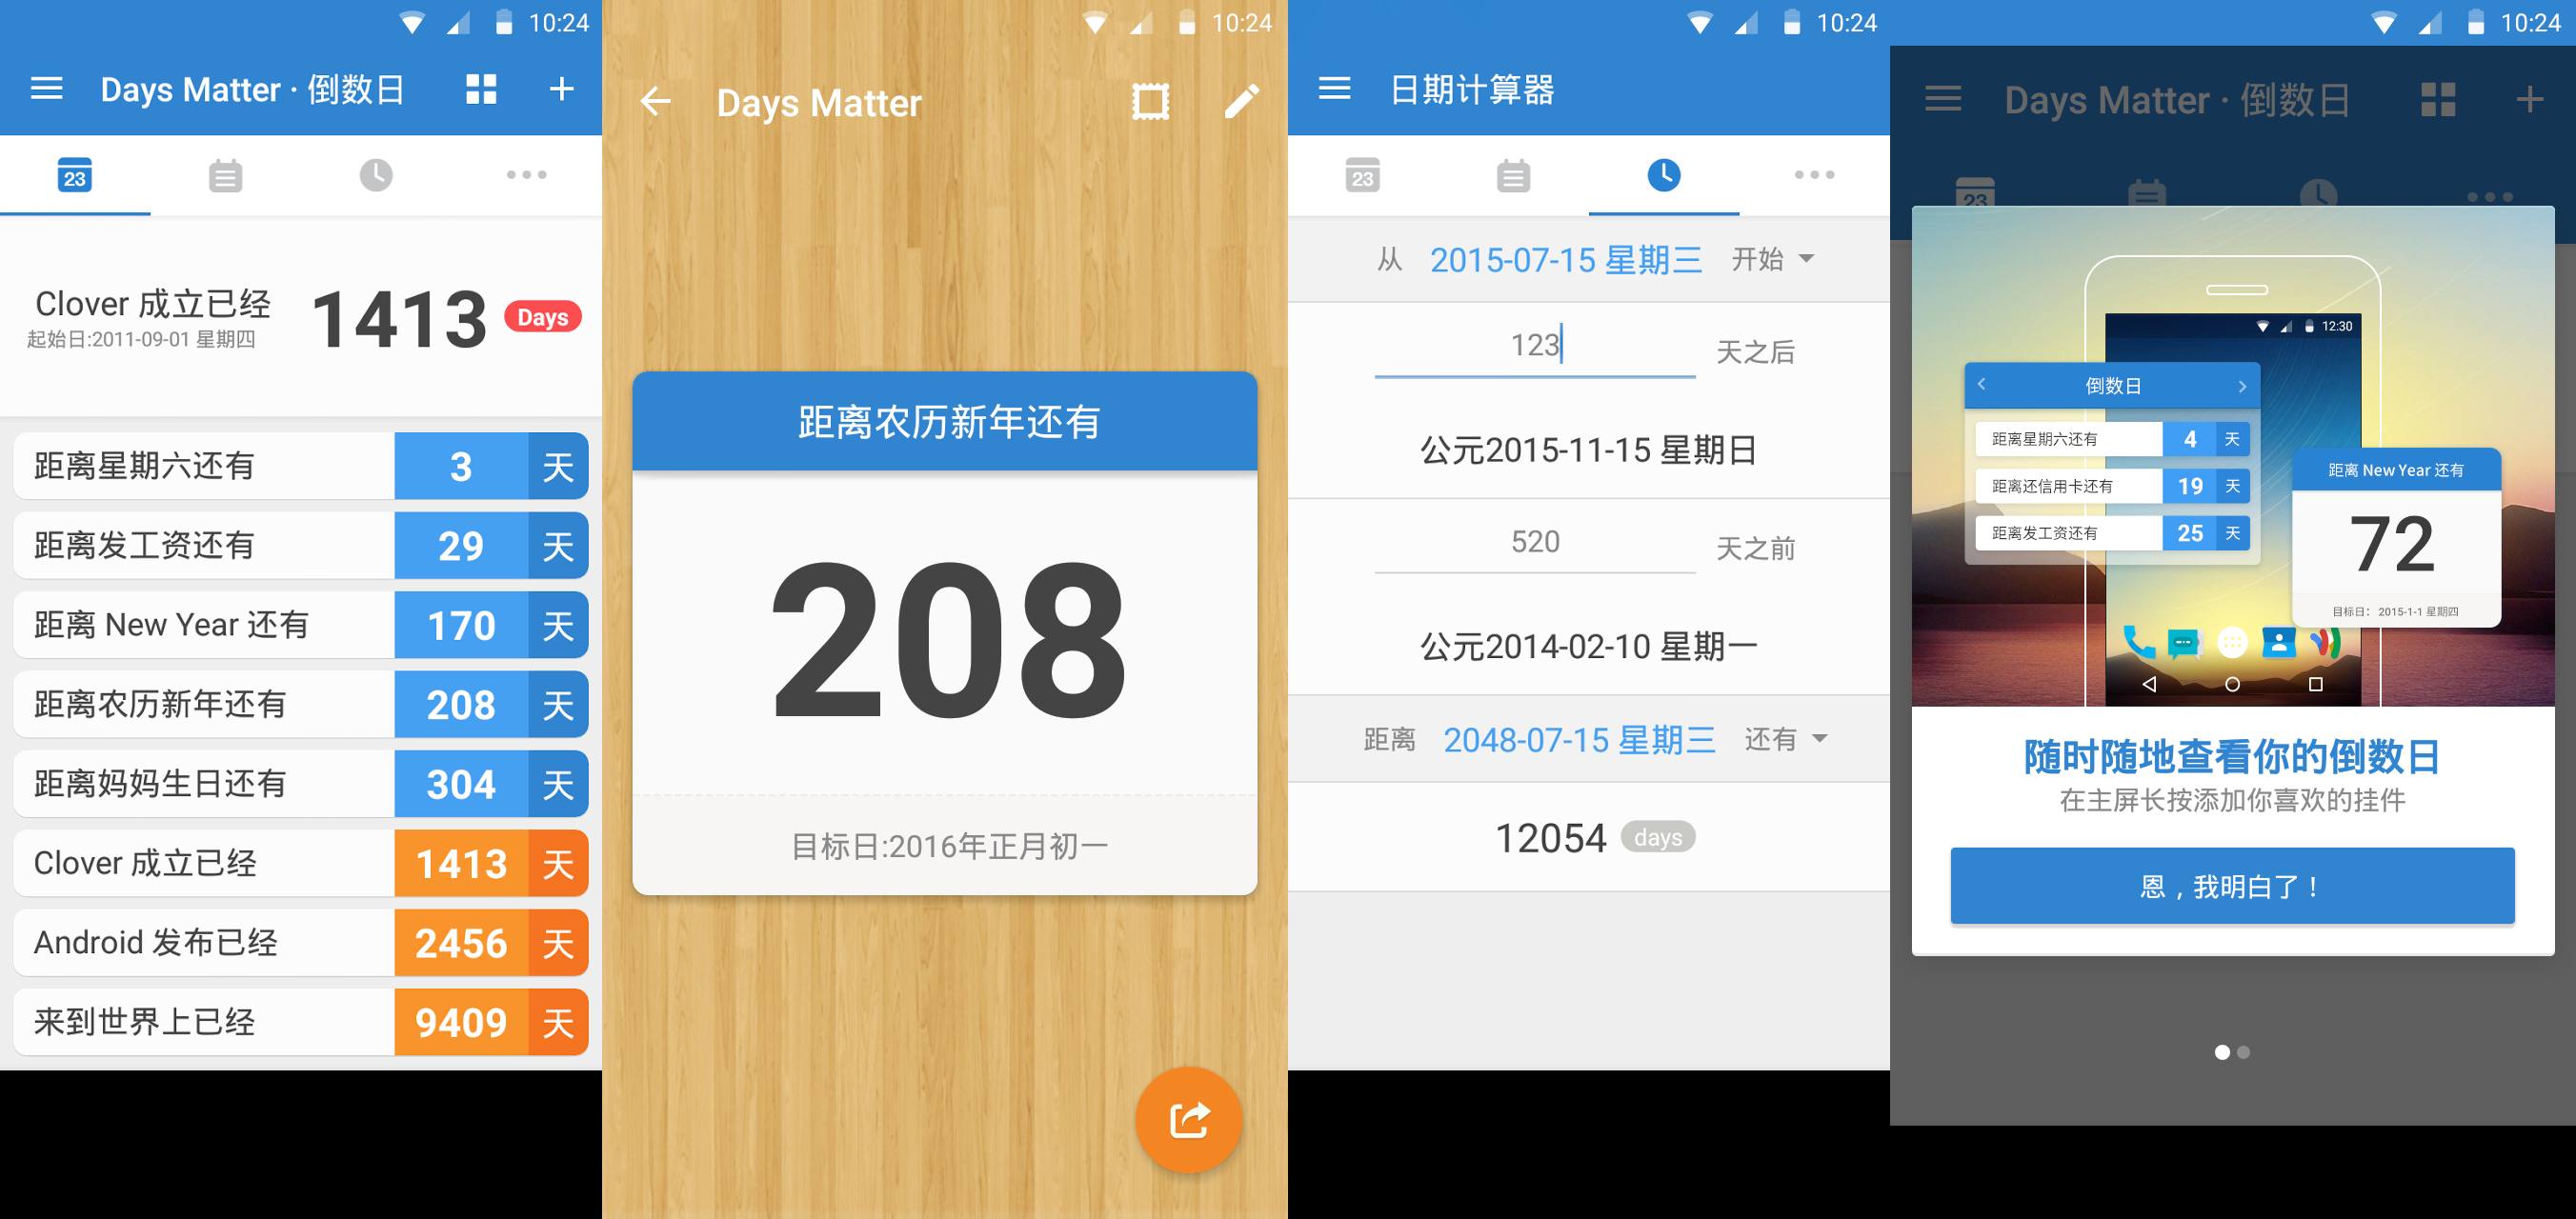 10:24
Days Matter · 倒数日
23
Clover 成立已经
起始日:2011-09-01 星期四
1413 Days
距离星期六还有 3 天
距离发工资还有 29 天
距离 New Year 还有 170 天
距离农历新年还有 208 天
距离妈妈生日还有 304 天
Clover 成立已经 1413 天
Android 发布已经 2456 天
来到世界上已经 9409 天
10:24
Days Matter
距离农历新年还有
208
目标日:2016年正月初一
10:24
日期计算器
23
从 2015-07-15 星期三 开始
123 天之后
公元2015-11-15 星期日
520 天之前
公元2014-02-10 星期一
距离 2048-07-15 星期三 还有
12054 days
10:24
Days Matter · 倒数日
23
12:30
倒数日
距离星期六还有 4 天
距离还信用卡还有 19 天
距离发工资还有 25 天
距离 New Year 还有
72
目标日: 2015-1-1 星期四
随时随地查看你的倒数日
在主屏长按添加你喜欢的挂件
恩，我明白了！